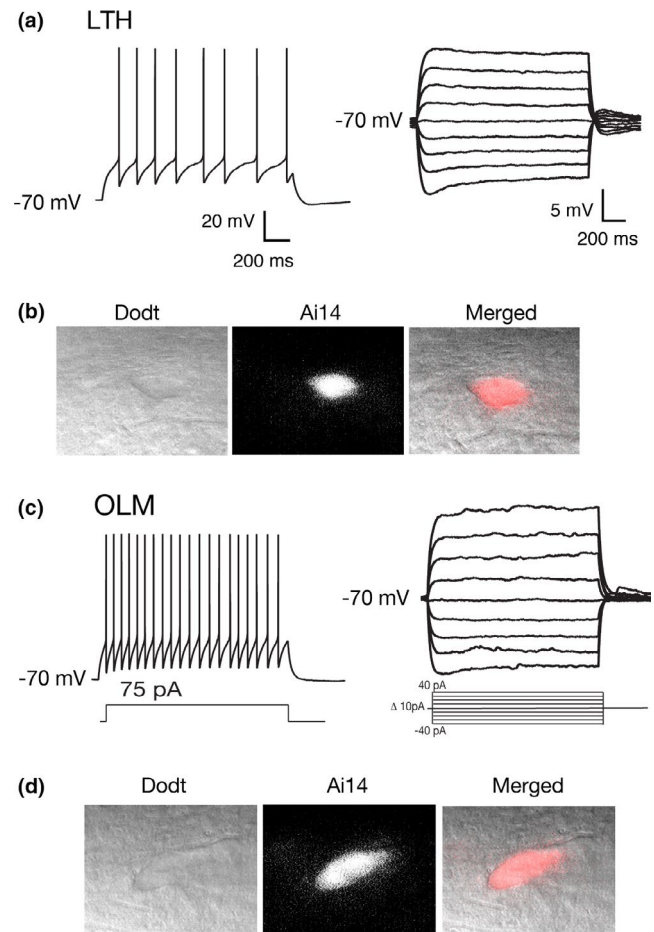 (a) LTH
-70 mV
20 mV
200 ms
-70 mV
5 mV
200 ms
(b)
Dodt Ai14 Merged
(c) OLM
-70 mV
75 pA
-70 mV
40 pA
Δ 10pA
-40 pA
(d)
Dodt Ai14 Merged